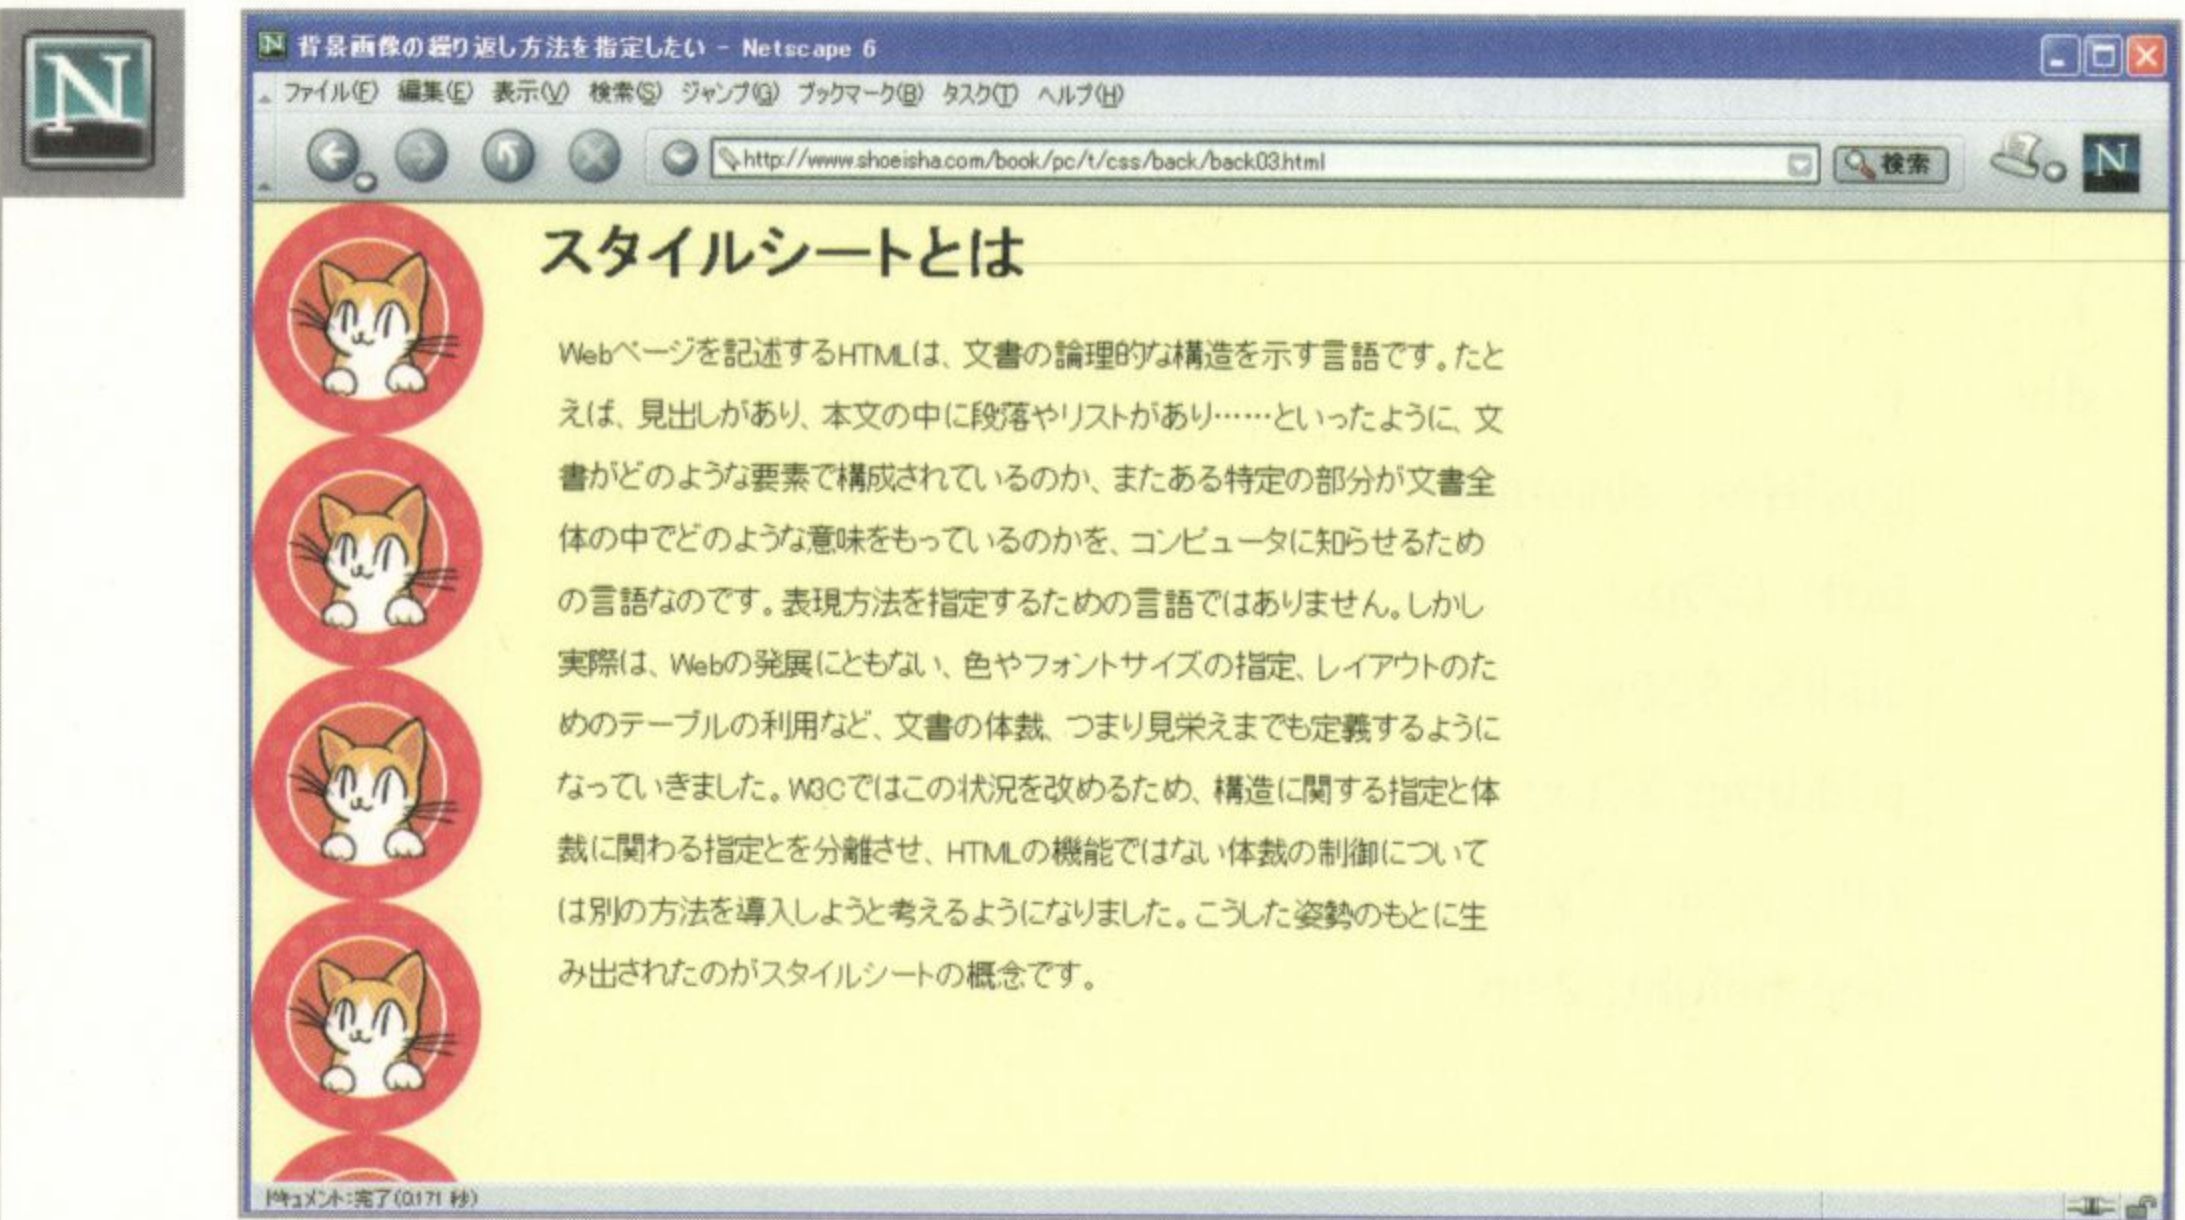 N
背景画像の繰り返し方法を指定したい - Netscape 6
ファイル(F) 編集(E) 表示(V) 検索(S) ジャンプ(G) ブックマーク(B) タスク(T) ヘルプ(H)
http://www.shoeisha.com/book/pc/t/css/back/back03.html 検索 N
スタイルシートとは
Webページを記述するHTMLは、文書の論理的な構造を示す言語です。たと
えば、見出しがあり、本文の中に段落やリストがあり……といったように、文
書がどのような要素で構成されているのか、またある特定の部分が文書全
体の中でどのような意味をもっているのかを、コンピュータに知らせるため
の言語なのです。表現方法を指定するための言語ではありません。しかし
実際は、Webの発展にともない、色やフォントサイズの指定、レイアウトのた
めのテーブルの利用など、文書の体裁、つまり見栄えまでも定義するように
なっていきました。W3Cではこの状況を改めるため、構造に関する指定と体
裁に関わる指定とを分離させ、HTMLの機能ではない体裁の制御について
は別の方法を導入しようと考えるようになりました。こうした姿勢のもとに生
み出されたのがスタイルシートの概念です。
ドキュメント:完了(0.171 秒)